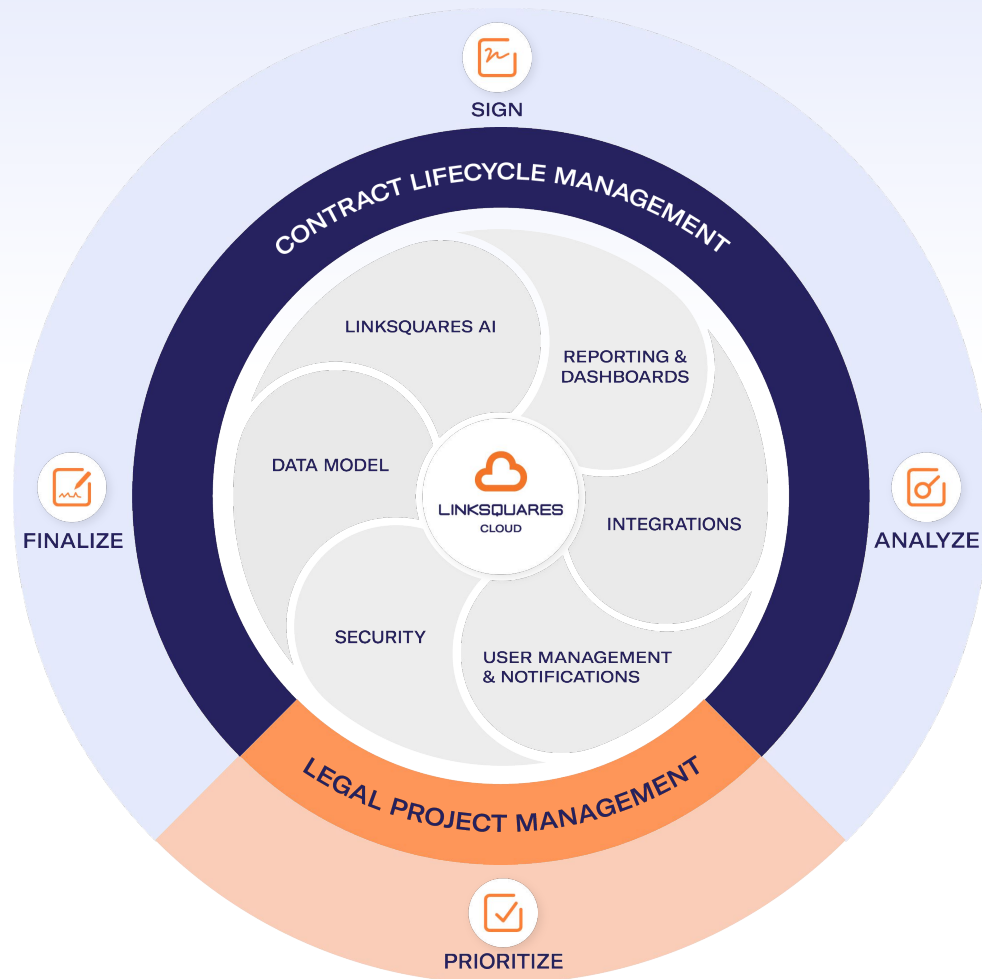 SIGN
CONTRACT LIFECYCLE MANAGEMENT
LINKSQUARES AI
REPORTING &
DASHBOARDS
DATA MODEL
LINKSQUARES
CLOUD
INTEGRATIONS
FINALIZE
ANALYZE
SECURITY
USER MANAGEMENT
& NOTIFICATIONS
LEGAL PROJECT MANAGEMENT
PRIORITIZE